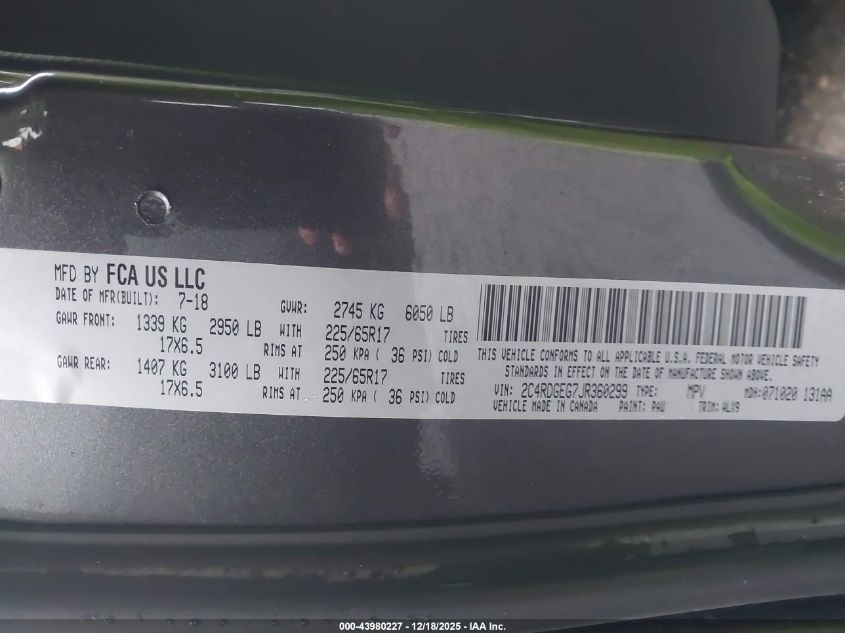 MFD BY FCA US LLC
DATE OF MFR(BUILT): 7-18 GVWR: 2745 KG 6050 LB
GAWR FRONT: 1339 KG 2950 LB WITH 225/65R17 TIRES
17X6.5 RIMS AT 250 KPA ( 36 PSI) COLD
GAWR REAR: 1407 KG 3100 LB WITH 225/65R17 TIRES
17X6.5 RIMS AT 250 KPA ( 36 PSI) COLD
THIS VEHICLE CONFORMS TO ALL APPLICABLE U.S.A. FEDERAL MOTOR VEHICLE SAFETY
STANDARDS IN EFFECT ON THE DATE OF MANUFACTURE SHOWN ABOVE.
VIN: 2C4RDGEG7JR360299 TYPE: MPV MDH:071020 131AA
VEHICLE MADE IN CANADA PAINT: PAU TRIM: ALX9
000-43980227 - 12/18/2025 - IAA Inc.